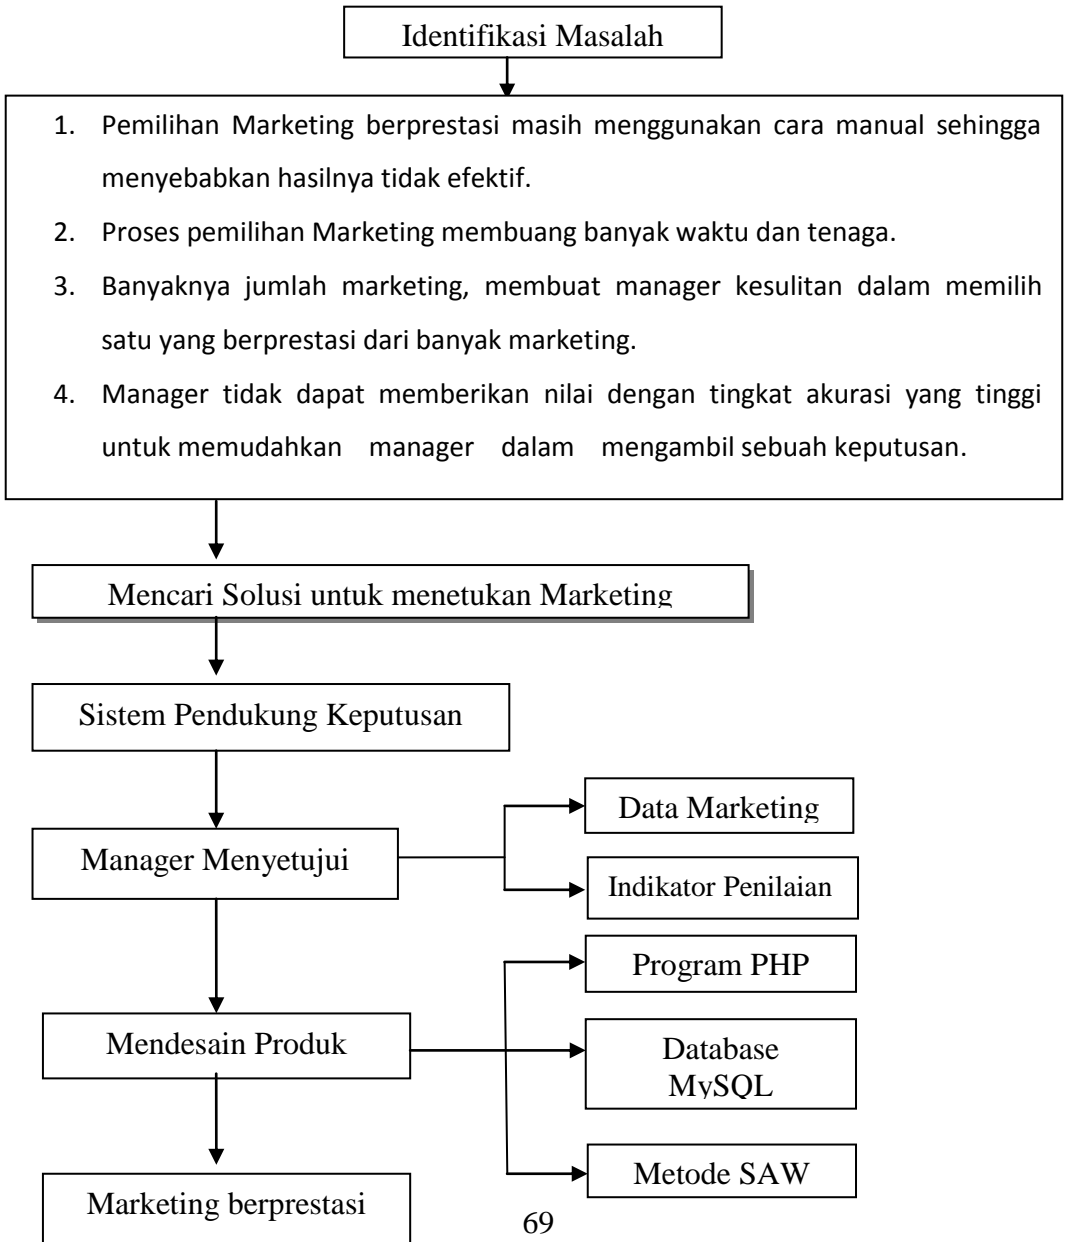 Identifikasi Masalah
1. Pemilihan Marketing berprestasi masih menggunakan cara manual sehingga
menyebabkan hasilnya tidak efektif.
2. Proses pemilihan Marketing membuang banyak waktu dan tenaga.
3. Banyaknya jumlah marketing, membuat manager kesulitan dalam memilih
satu yang berprestasi dari banyak marketing.
4. Manager tidak dapat memberikan nilai dengan tingkat akurasi yang tinggi
untuk memudahkan manager dalam mengambil sebuah keputusan.
Mencari Solusi untuk menetukan Marketing
Sistem Pendukung Keputusan
Manager Menyetujui
Data Marketing
Indikator Penilaian
Mendesain Produk
Program PHP
Database
MySQL
Metode SAW
Marketing berprestasi
69